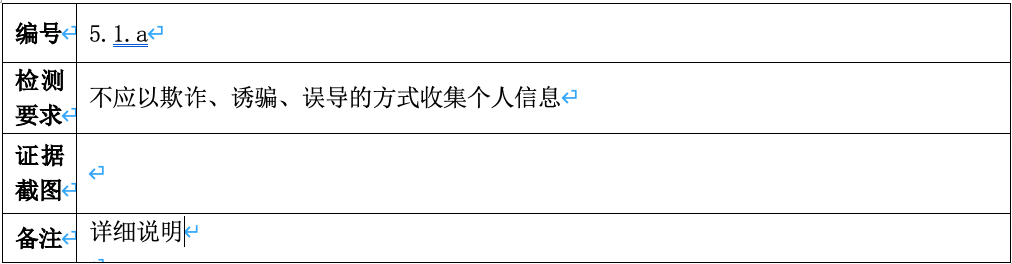 编号 5.1.a
检测
要求
不应以欺诈、诱骗、误导的方式收集个人信息
证据
截图
备注 详细说明